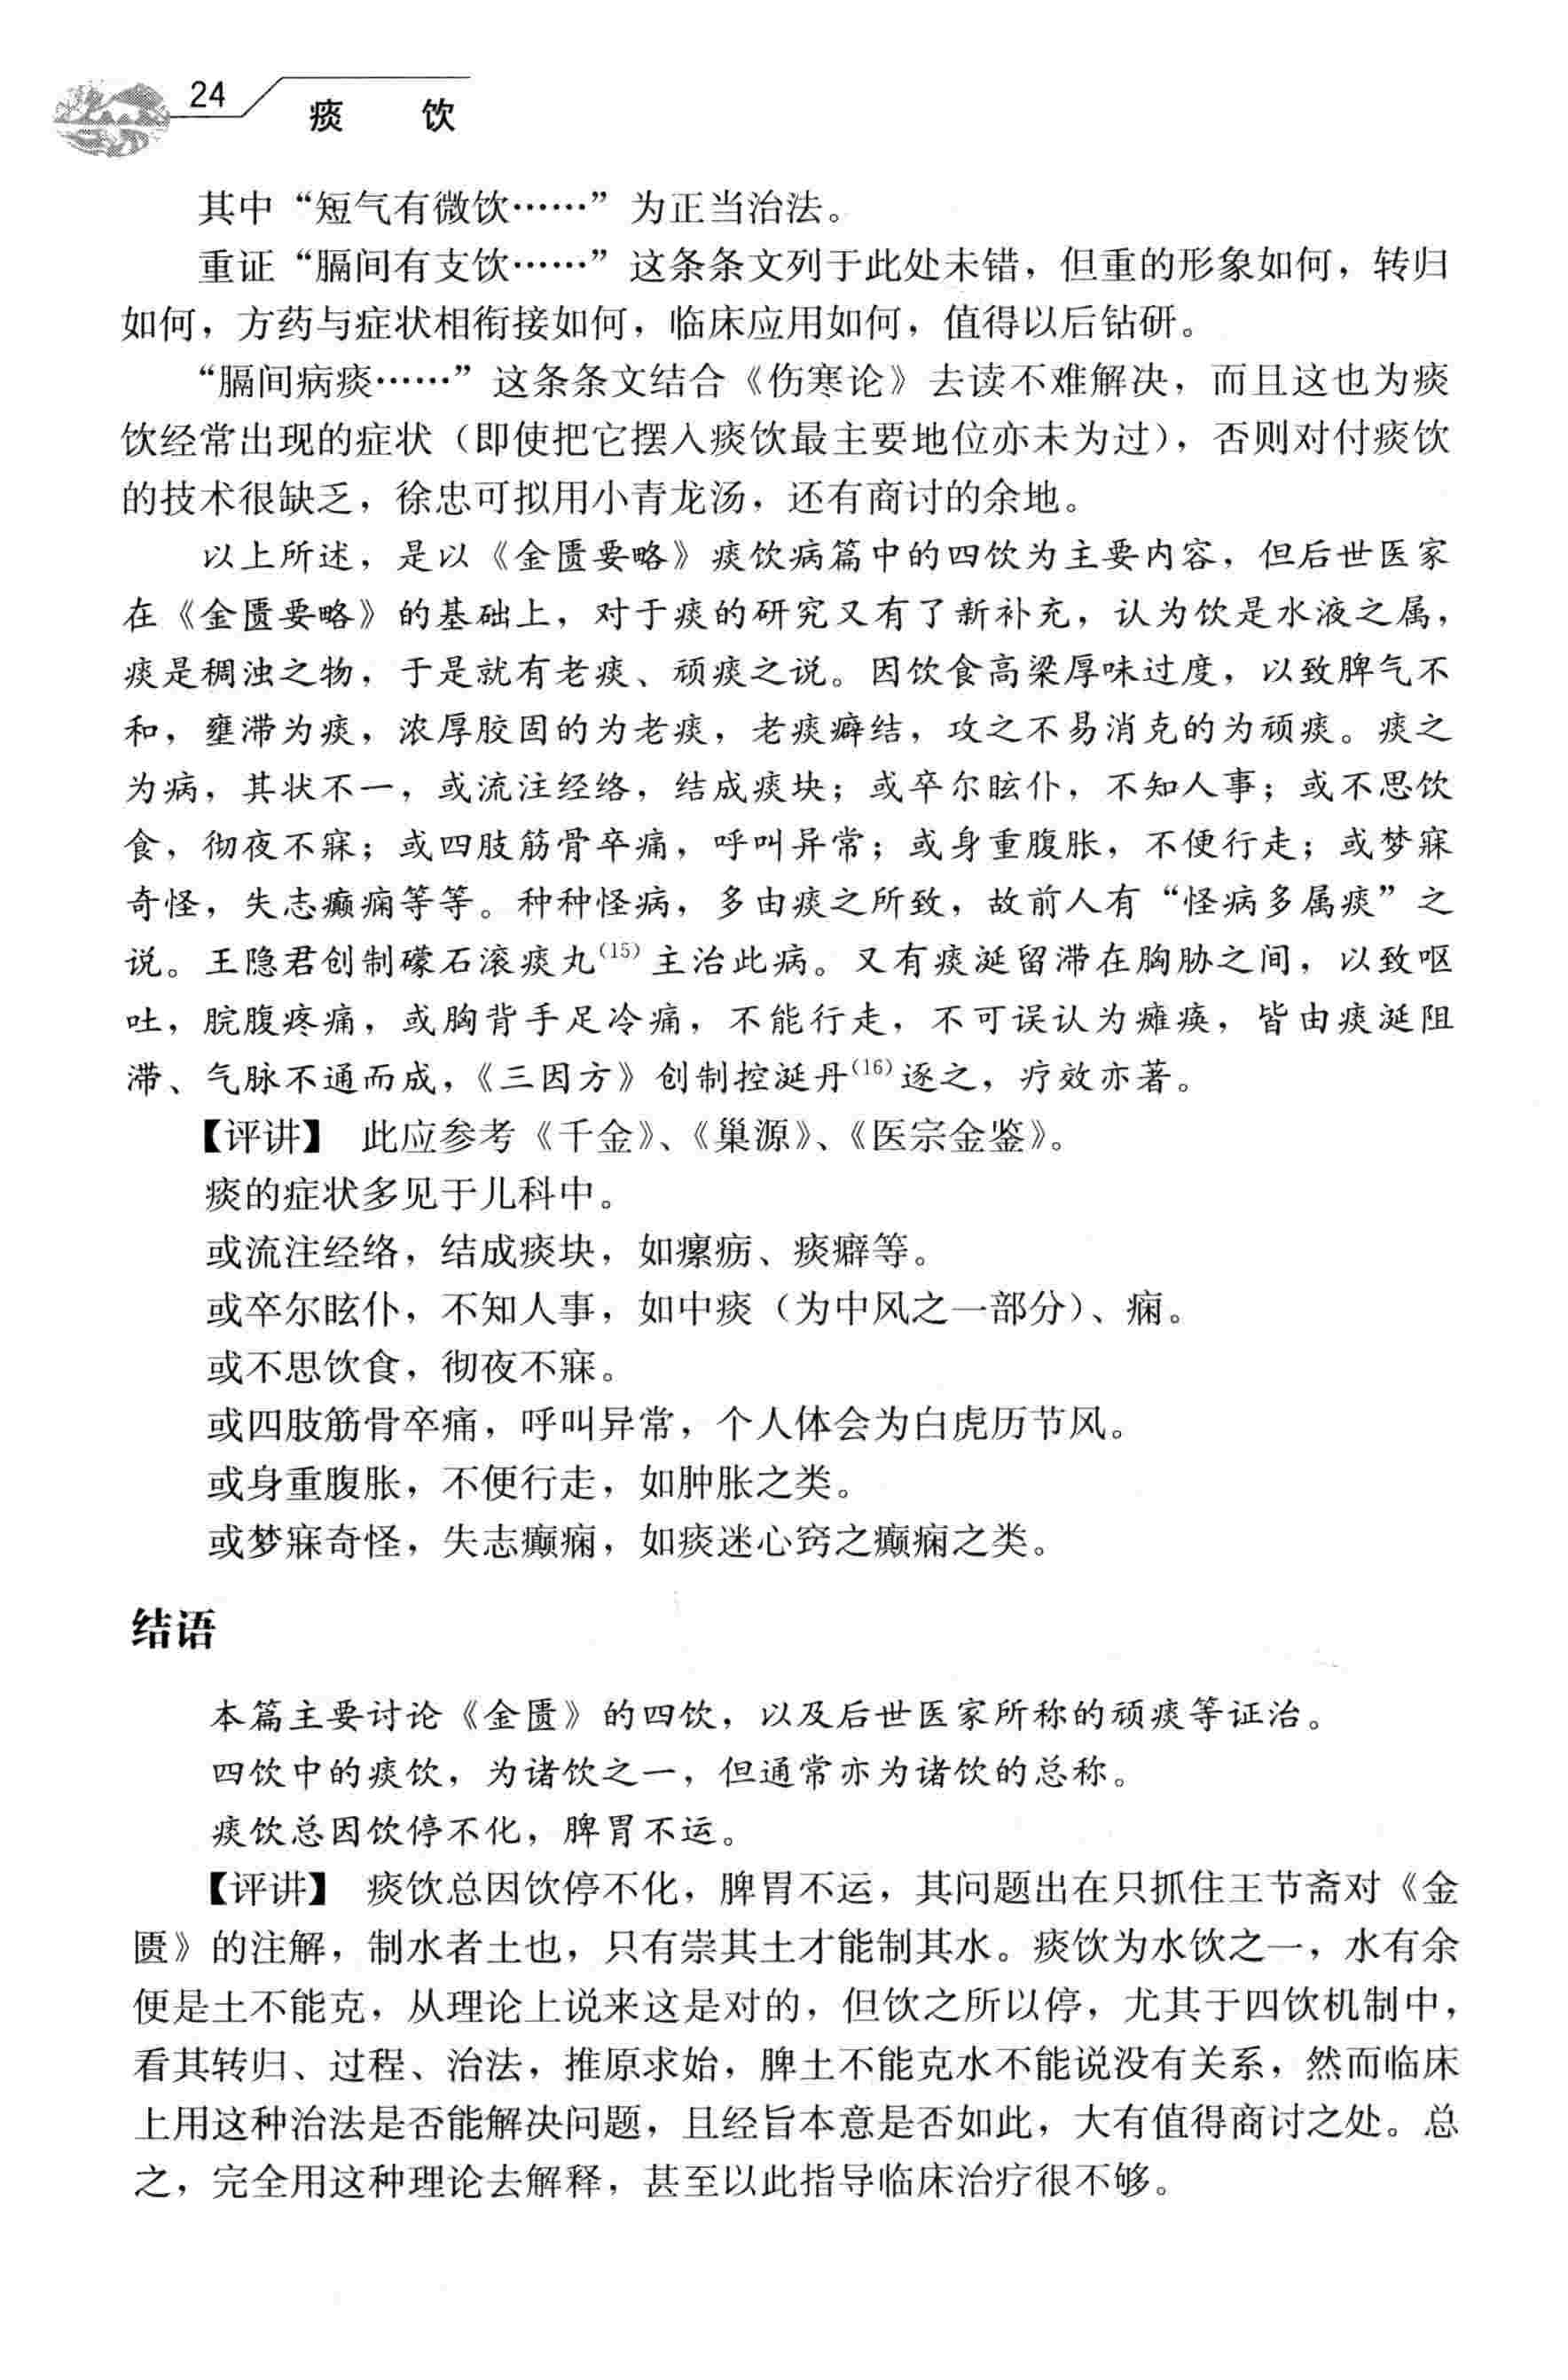 24
痰 饮
其中“短气有微饮……”为正当治法。
重证“膈间有支饮……”这条条文列于此处未错，但重的形象如何，转归
如何，方药与症状相衔接如何，临床应用如何，值得以后钻研。
“膈间病痰……”这条条文结合《伤寒论》去读不难解决，而且这也为痰
饮经常出现的症状（即使把它摆入痰饮最主要地位亦未为过），否则对付痰饮
的技术很缺乏，徐忠可拟用小青龙汤，还有商讨的余地。
以上所述，是以《金匮要略》痰饮病篇中的四饮为主要内容，但后世医家
在《金匮要略》的基础上，对于痰的研究又有了新补充，认为饮是水液之属，
痰是稠浊之物，于是就有老痰、顽痰之说。因饮食高梁厚味过度，以致脾气不
和，壅滞为痰，浓厚胶固的为老痰，老痰癖结，攻之不易消克的为顽痰。痰之
为病，其状不一，或流注经络，结成痰块；或卒尔眩仆，不知人事；或不思饮
食，彻夜不寐；或四肢筋骨卒痛，呼叫异常；或身重腹胀，不便行走；或梦寐
奇怪，失志癫痫等等。种种怪病，多由痰之所致，故前人有“怪病多属痰”之
说。王隐君创制礞石滚痰丸⁽¹⁵⁾主治此病。又有痰涎留滞在胸胁之间，以致呕
吐，脘腹疼痛，或胸背手足冷痛，不能行走，不可误认为瘫痪，皆由痰涎阻
滞、气脉不通而成，《三因方》创制控涎丹⁽¹⁶⁾逐之，疗效亦著。
【评讲】 此应参考《千金》、《巢源》、《医宗金鉴》。
痰的症状多见于儿科中。
或流注经络，结成痰块，如瘰疬、痰癖等。
或卒尔眩仆，不知人事，如中痰（为中风之一部分）、痫。
或不思饮食，彻夜不寐。
或四肢筋骨卒痛，呼叫异常，个人体会为白虎历节风。
或身重腹胀，不便行走，如肿胀之类。
或梦寐奇怪，失志癫痫，如痰迷心窍之癫痫之类。
结语
本篇主要讨论《金匮》的四饮，以及后世医家所称的顽痰等证治。
四饮中的痰饮，为诸饮之一，但通常亦为诸饮的总称。
痰饮总因饮停不化，脾胃不运。
【评讲】 痰饮总因饮停不化，脾胃不运，其问题出在只抓住王节斋对《金
匮》的注解，制水者土也，只有崇其土才能制其水。痰饮为水饮之一，水有余
便是土不能克，从理论上说来这是对的，但饮之所以停，尤其于四饮机制中，
看其转归、过程、治法，推原求始，脾土不能克水不能说没有关系，然而临床
上用这种治法是否能解决问题，且经旨本意是否如此，大有值得商讨之处。总
之，完全用这种理论去解释，甚至以此指导临床治疗很不够。